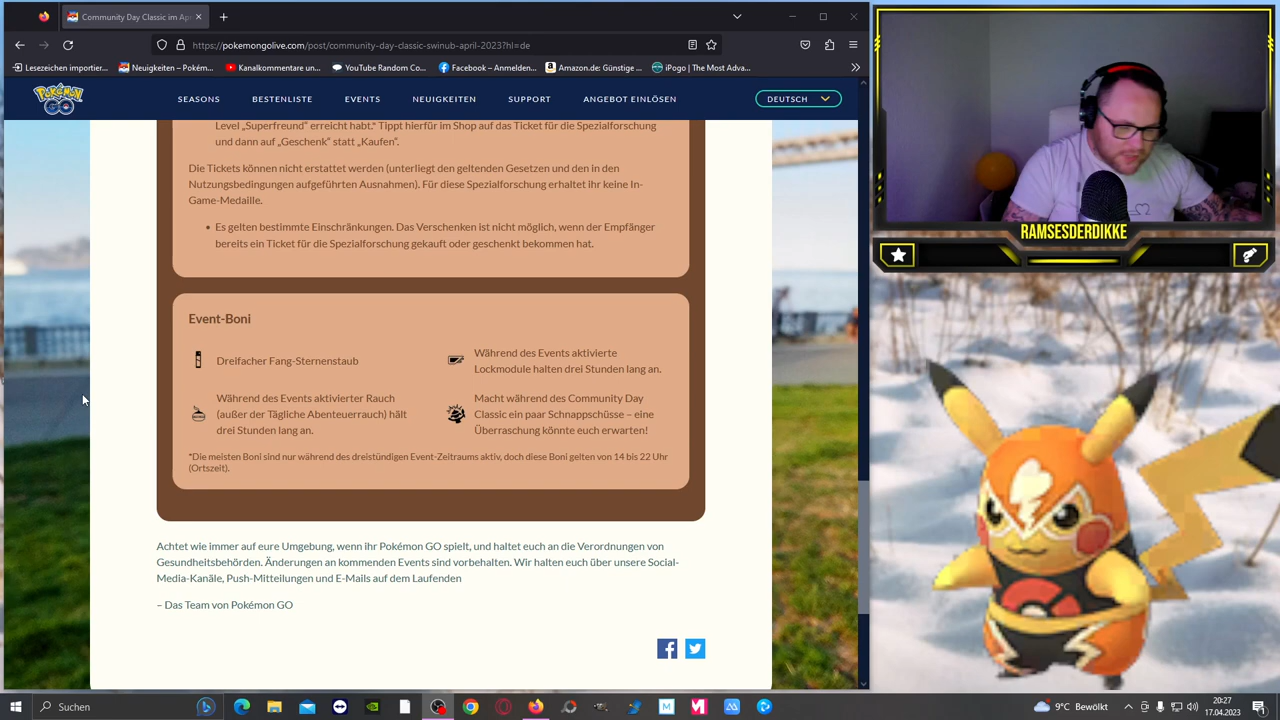 Community Day Classic im Apr
https://pokemongolive.com/post/community-day-classic-swinub-april-2023?hl=de
Lesezeichen importier...
Neuigkeiten – Pokém...
Kanalkommentare un...
YouTube Random Co...
Facebook – Anmelden...
Amazon.de: Günstige ...
iPogo | The Most Adva...
POKÉMON GO
SEASONS
BESTENLISTE
EVENTS
NEUIGKEITEN
SUPPORT
ANGEBOT EINLÖSEN
DEUTSCH
Level „Superfreund“ erreicht habt.* Tippt hierfür im Shop auf das Ticket für die Spezialforschung
und dann auf „Geschenk“ statt „Kaufen“.
Die Tickets können nicht erstattet werden (unterliegt den geltenden Gesetzen und den in den
Nutzungsbedingungen aufgeführten Ausnahmen). Für diese Spezialforschung erhaltet ihr keine In-
Game-Medaille.
• Es gelten bestimmte Einschränkungen. Das Verschenken ist nicht möglich, wenn der Empfänger
bereits ein Ticket für die Spezialforschung gekauft oder geschenkt bekommen hat.
Event-Boni
Dreifacher Fang-Sternenstaub
Während des Events aktivierte
Lockmodule halten drei Stunden lang an.
Während des Events aktivierter Rauch
(außer der Tägliche Abenteuerrauch) hält
drei Stunden lang an.
Macht während des Community Day
Classic ein paar Schnappschüsse – eine
Überraschung könnte euch erwarten!
*Die meisten Boni sind nur während des dreistündigen Event-Zeitraums aktiv, doch diese Boni gelten von 14 bis 22 Uhr
(Ortszeit).
Achtet wie immer auf eure Umgebung, wenn ihr Pokémon GO spielt, und haltet euch an die Verordnungen von
Gesundheitsbehörden. Änderungen an kommenden Events sind vorbehalten. Wir halten euch über unsere Social-
Media-Kanäle, Push-Mitteilungen und E-Mails auf dem Laufenden
– Das Team von Pokémon GO
RAMSESDERDIKKE
Suchen
9°C Bewölkt
20:27
17.04.2023